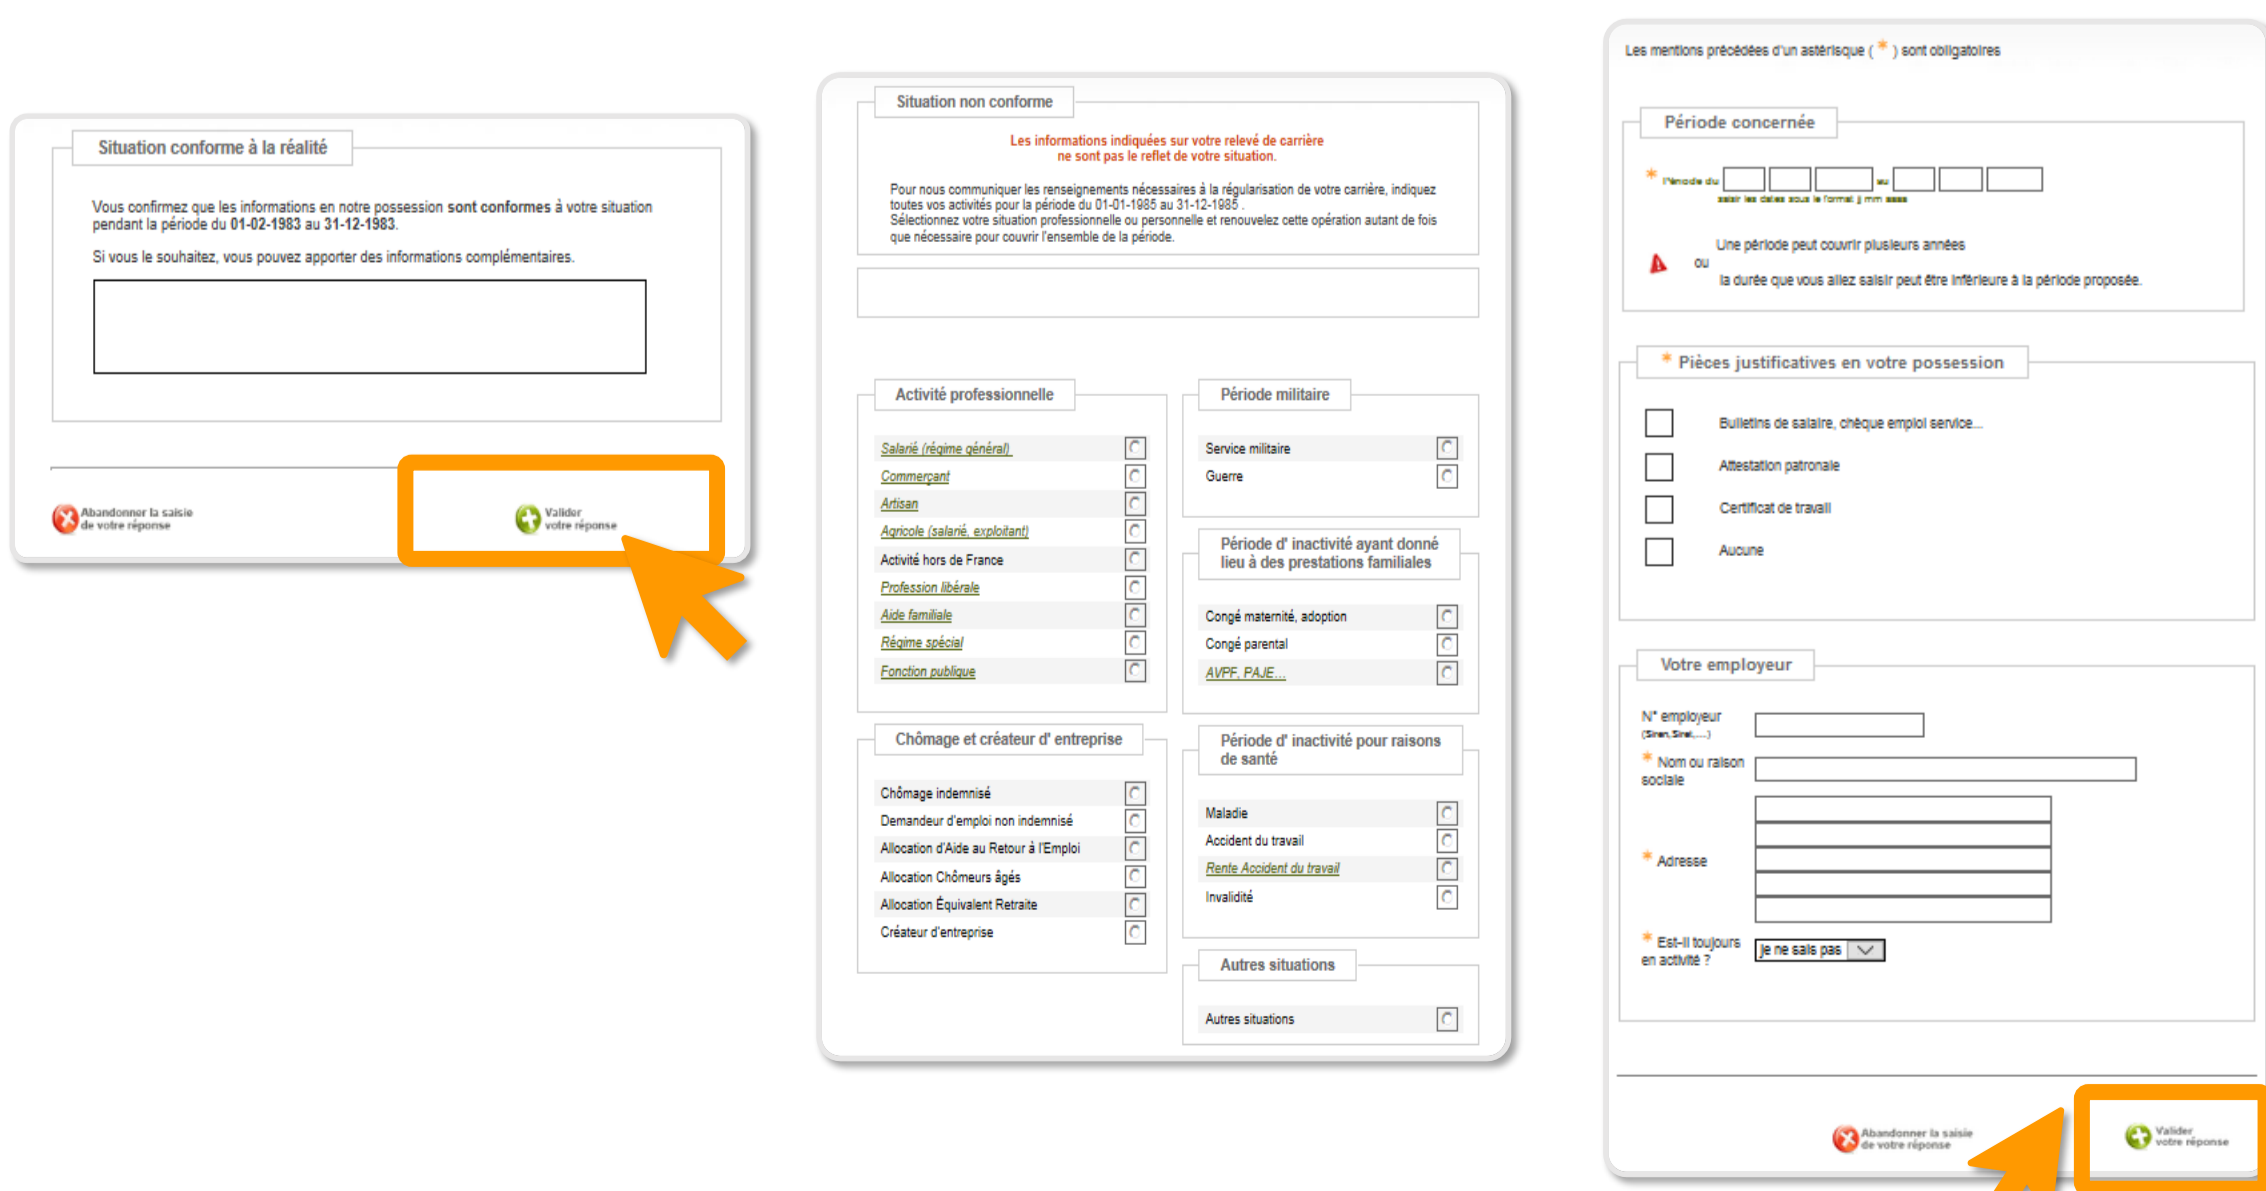 Situation conforme à la réalité
Vous confirmez que les informations en notre possession sont conformes à votre situation
pendant la période du 01-02-1983 au 31-12-1983.
Si vous le souhaitez, vous pouvez apporter des informations complémentaires.
Abandonner la saisie
de votre réponse
Valider
votre réponse
Situation non conforme
Les informations indiquées sur votre relevé de carrière
ne sont pas le reflet de votre situation.
Pour nous communiquer les renseignements nécessaires à la régularisation de votre carrière, indiquez
toutes vos activités pour la période du 01-01-1985 au 31-12-1985 .
Sélectionnez votre situation professionnelle ou personnelle et renouvelez cette opération autant de fois
que nécessaire pour couvrir l'ensemble de la période.
Activité professionnelle
Salarié (régime général)
Commerçant
Artisan
Agricole (salarié, exploitant)
Activité hors de France
Profession libérale
Aide familiale
Régime spécial
Fonction publique
Chômage et créateur d' entreprise
Chômage indemnisé
Demandeur d'emploi non indemnisé
Allocation d'Aide au Retour à l'Emploi
Allocation Chômeurs âgés
Allocation Équivalent Retraite
Créateur d'entreprise
Période militaire
Service militaire
Guerre
Période d' inactivité ayant donné
lieu à des prestations familiales
Congé maternité, adoption
Congé parental
AVPF, PAJE...
Période d' inactivité pour raisons
de santé
Maladie
Accident du travail
Rente Accident du travail
Invalidité
Autres situations
Autres situations
Les mentions précédées d'un astérisque ( * ) sont obligatoires
Période concernée
* Période du au
saisir les dates sous le format jj mm aaaa
Une période peut couvrir plusieurs années
ou
la durée que vous allez saisir peut être inférieure à la période proposée.
* Pièces justificatives en votre possession
Bulletins de salaire, chèque emploi service...
Attestation patronale
Certificat de travail
Aucune
Votre employeur
N° employeur
(Siren, Siret,....)
* Nom ou raison
sociale
* Adresse
* Est-il toujours
en activité ?
je ne sais pas
Abandonner la saisie
de votre réponse
Valider
votre réponse